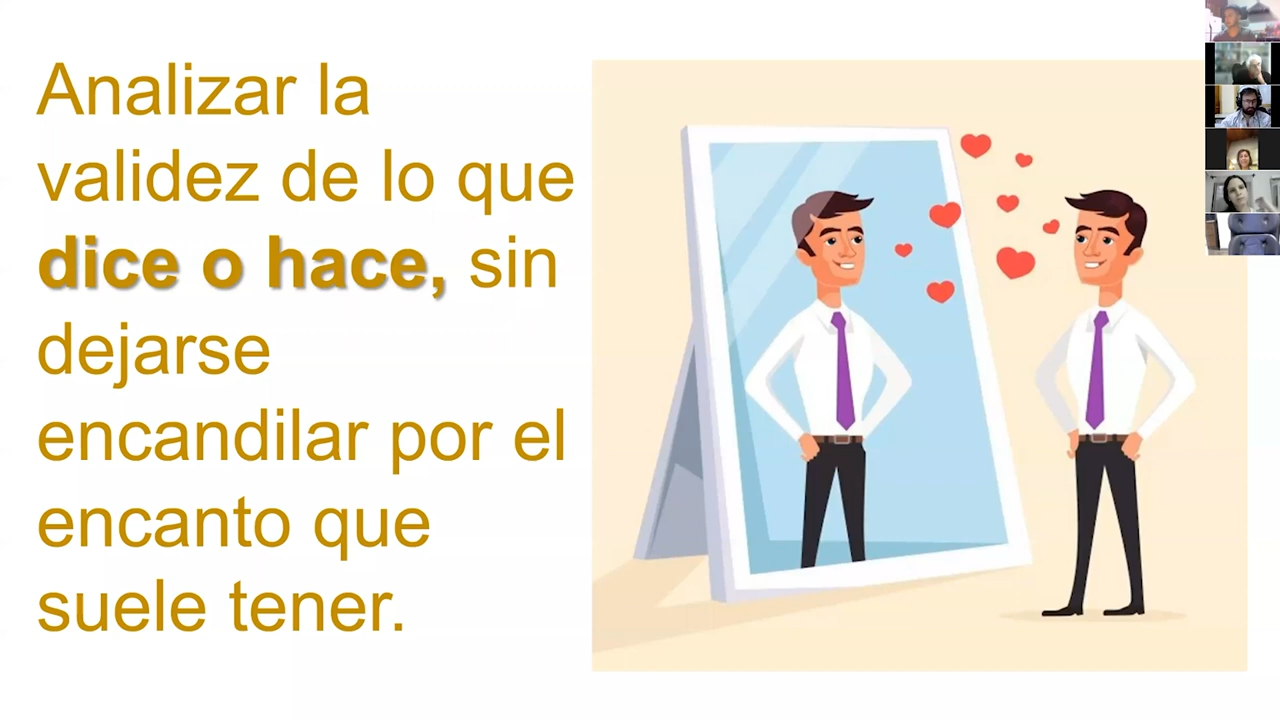 Analizar la
validez de lo que
dice o hace, sin
dejarse
encandilar por el
encanto que
suele tener.